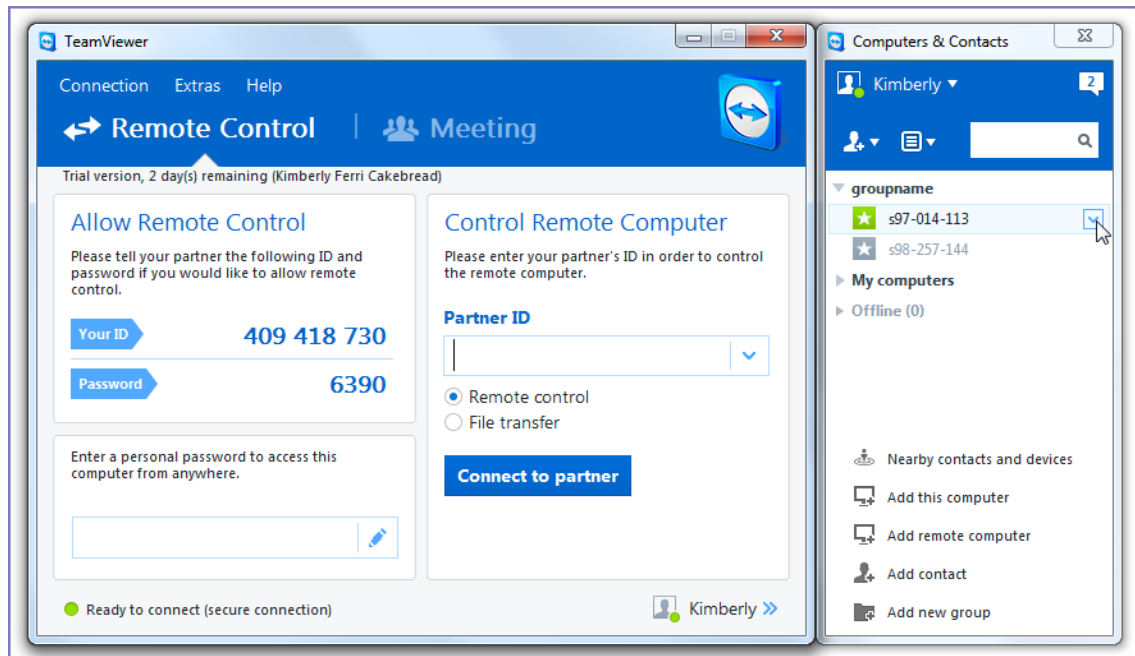 TeamViewer
Connection Extras Help
Remote Control Meeting
Trial version, 2 day(s) remaining (Kimberly Ferri Cakebread)
Allow Remote Control
Please tell your partner the following ID and
password if you would like to allow remote
control.
Your ID 409 418 730
Password 6390
Enter a personal password to access this
computer from anywhere.
Control Remote Computer
Please enter your partner's ID in order to control
the remote computer.
Partner ID
Remote control
File transfer
Connect to partner
Ready to connect (secure connection)
Kimberly
Computers & Contacts
Kimberly 2
groupname
s97-014-113
s98-257-144
My computers
Offline (0)
Nearby contacts and devices
Add this computer
Add remote computer
Add contact
Add new group